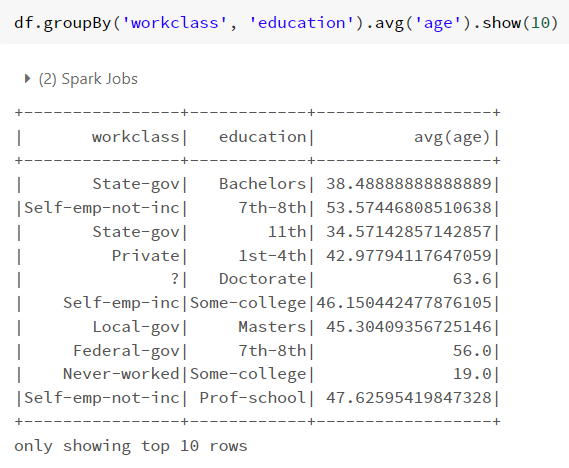 df.groupBy('workclass', 'education').avg('age').show(10)
(2) Spark Jobs
+----------------+------------+------------------+
|       workclass|   education|          avg(age)|
+----------------+------------+------------------+
|       State-gov|   Bachelors| 38.48888888888889|
|Self-emp-not-inc|     7th-8th| 53.57446808510638|
|       State-gov|        11th| 34.57142857142857|
|         Private|     1st-4th| 42.97794117647059|
|               ?|   Doctorate|              63.6|
|    Self-emp-inc|Some-college|46.150442477876105|
|       Local-gov|     Masters| 45.30409356725146|
|     Federal-gov|     7th-8th|              56.0|
|    Never-worked|Some-college|              19.0|
|Self-emp-not-inc| Prof-school| 47.62595419847328|
+----------------+------------+------------------+
only showing top 10 rows